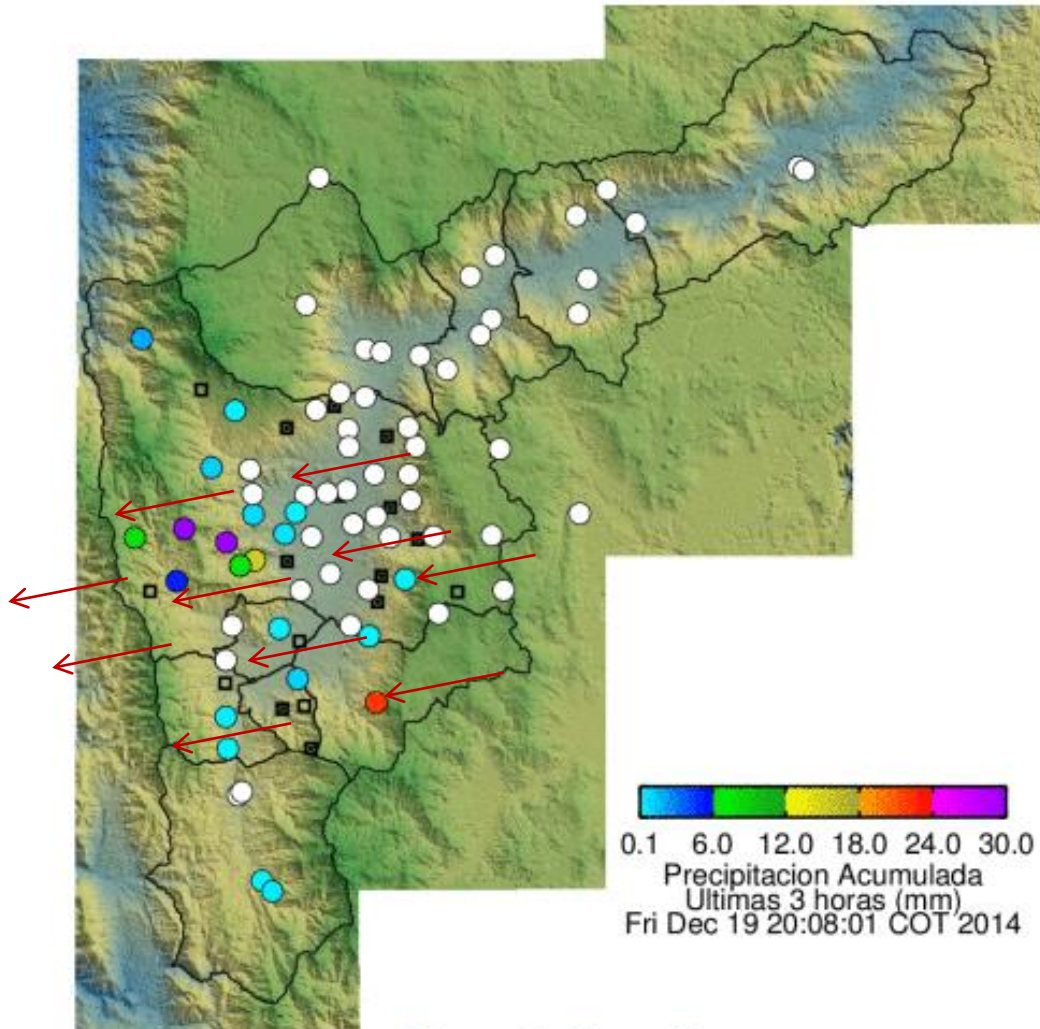 0.1 6.0 12.0 18.0 24.0 30.0
Precipitacion Acumulada
Ultimas 3 horas (mm)
Fri Dec 19 20:08:01 COT 2014